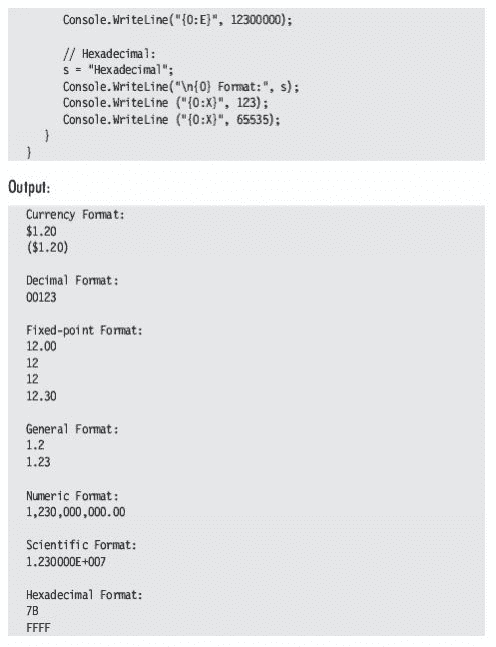 Console.WriteLine("{0:E}", 12300000);
// Hexadecimal:
s = "Hexadecimal";
Console.WriteLine("\n{0} Format:", s);
Console.WriteLine ("{0:X}", 123);
Console.WriteLine ("{0:X}", 65535);
}
}
Output:
Currency Format:
$1.20
($1.20)
Decimal Format:
00123
Fixed-point Format:
12.00
12
12
12.30
General Format:
1.2
1.23
Numeric Format:
1,230,000,000.00
Scientific Format:
1.230000E+007
Hexadecimal Format:
7B
FFFF